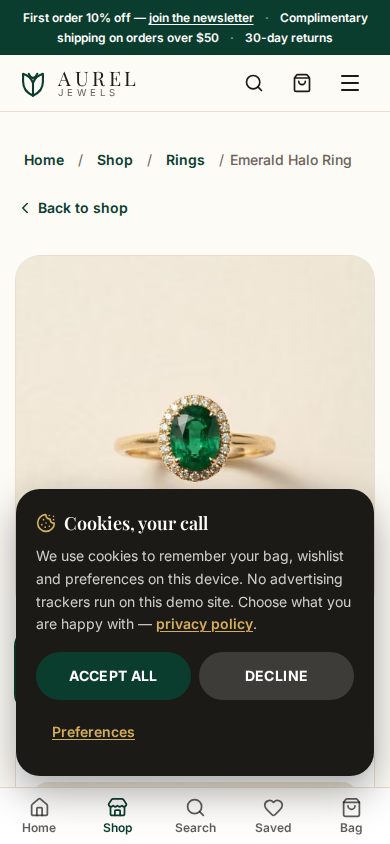 First order 10% off — join the newsletter · Complimentary
shipping on orders over $50 · 30-day returns
AUREL
JEWELS
Home / Shop / Rings / Emerald Halo Ring
Back to shop
Cookies, your call
We use cookies to remember your bag, wishlist
and preferences on this device. No advertising
trackers run on this demo site. Choose what you
are happy with — privacy policy.
ACCEPT ALL DECLINE
Preferences
Home Shop Search Saved Bag